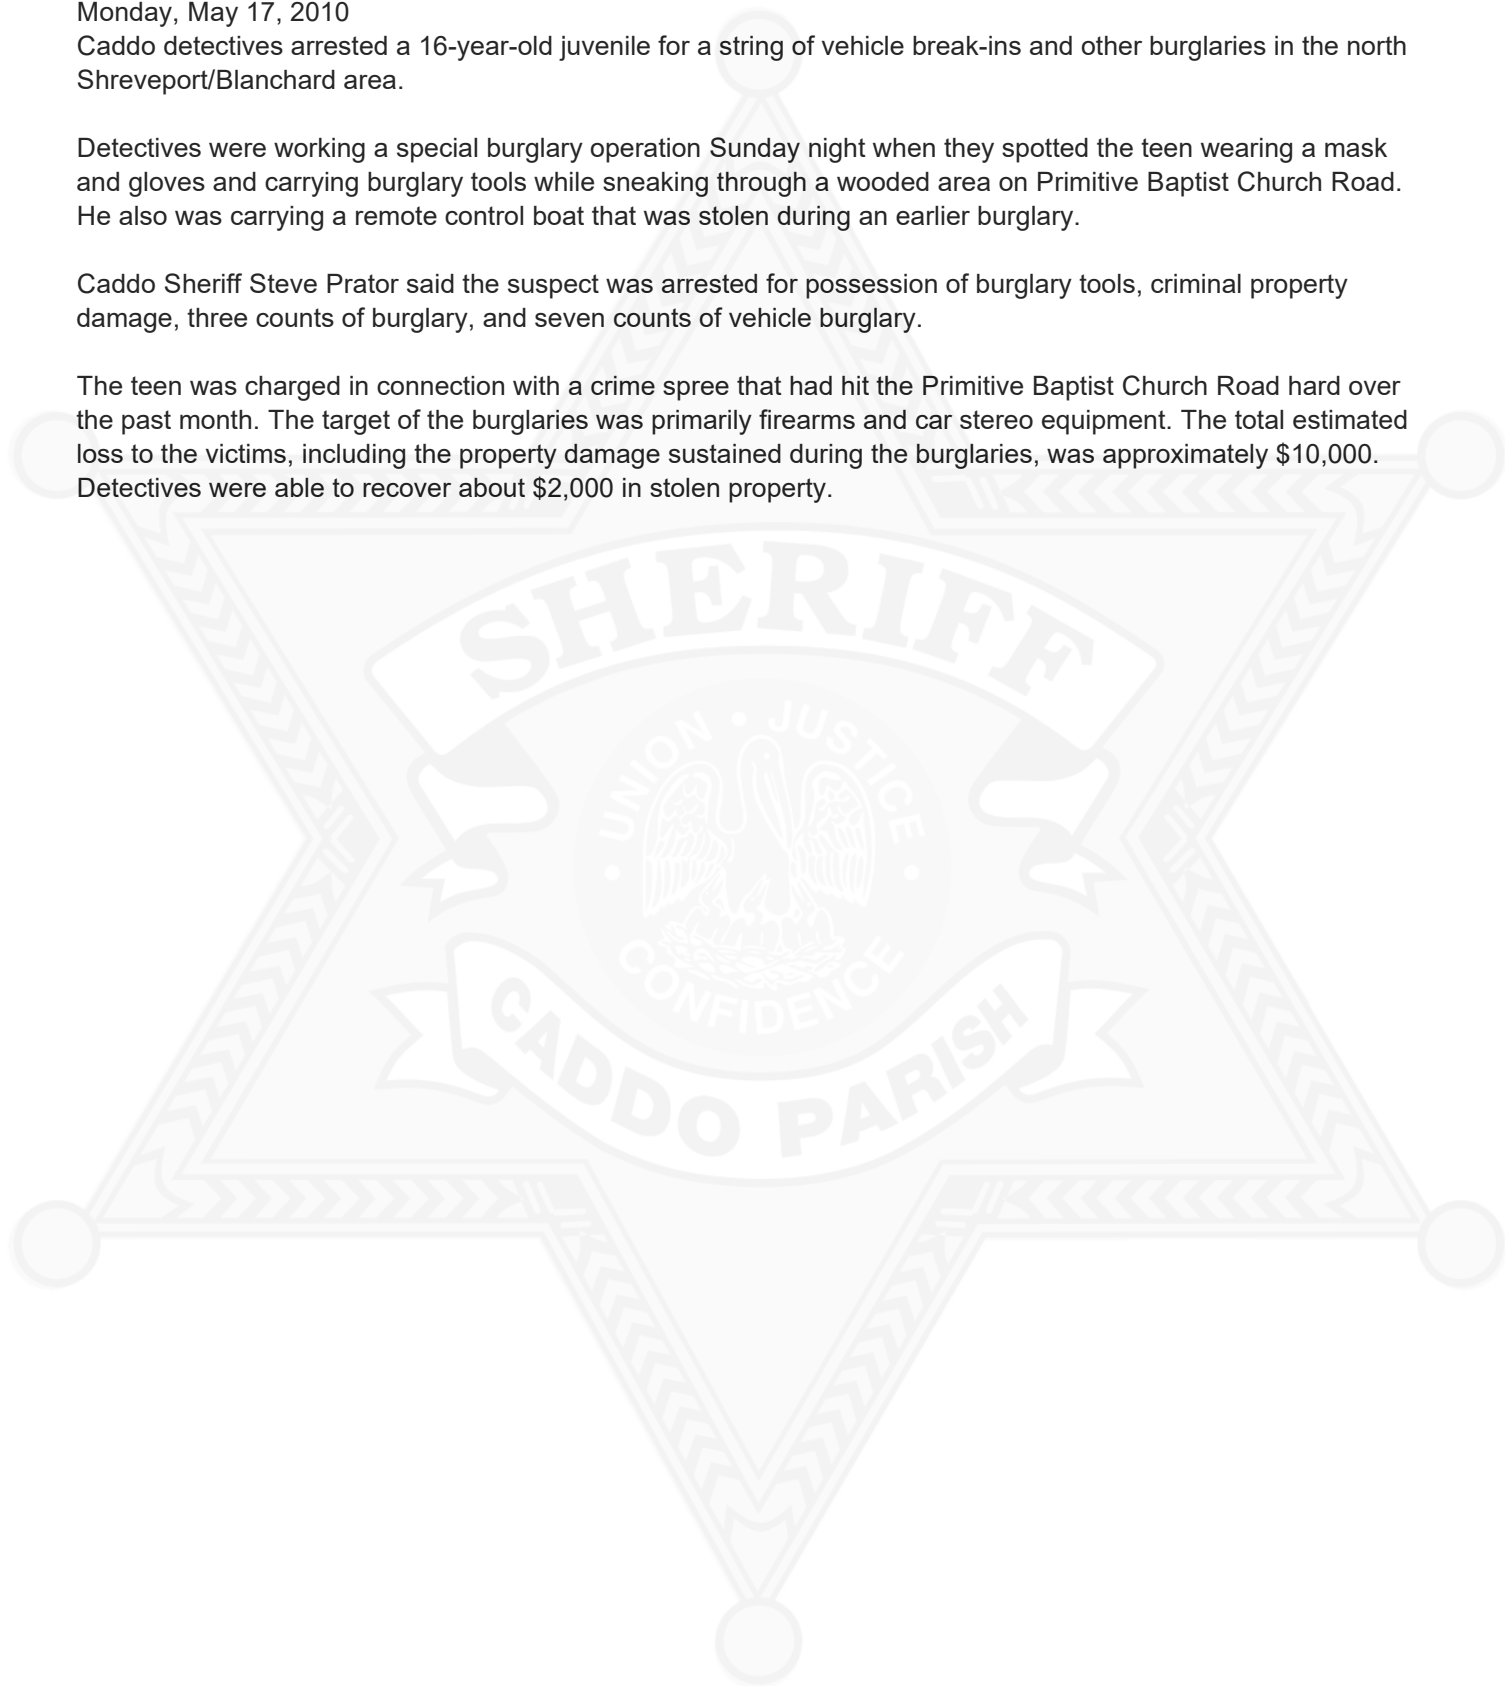 Monday, May 17, 2010
Caddo detectives arrested a 16-year-old juvenile for a string of vehicle break-ins and other burglaries in the north
Shreveport/Blanchard area.
Detectives were working a special burglary operation Sunday night when they spotted the teen wearing a mask
and gloves and carrying burglary tools while sneaking through a wooded area on Primitive Baptist Church Road.
He also was carrying a remote control boat that was stolen during an earlier burglary.
Caddo Sheriff Steve Prator said the suspect was arrested for possession of burglary tools, criminal property
damage, three counts of burglary, and seven counts of vehicle burglary.
The teen was charged in connection with a crime spree that had hit the Primitive Baptist Church Road hard over
the past month. The target of the burglaries was primarily firearms and car stereo equipment. The total estimated
loss to the victims, including the property damage sustained during the burglaries, was approximately $10,000.
Detectives were able to recover about $2,000 in stolen property.
SHERIFF
UNION • JUSTICE
• CONFIDENCE •
CADDO PARISH